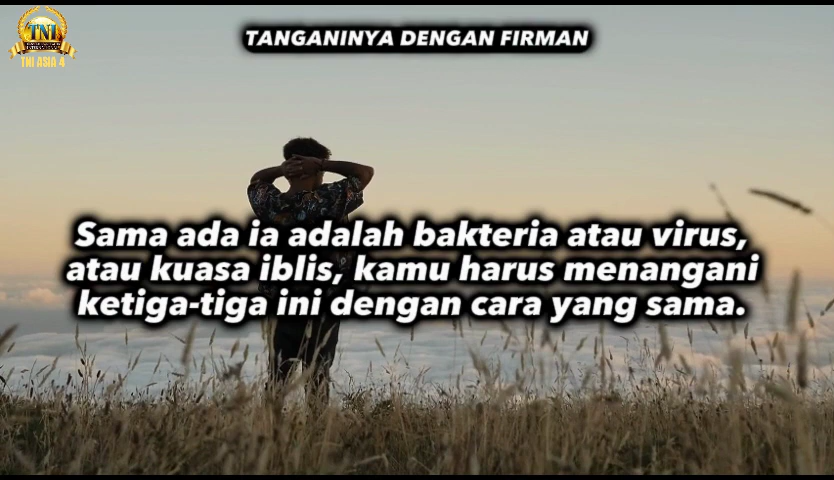 TNI
TNI ASIA 4
TANGANINYA DENGAN FIRMAN
Sama ada ia adalah bakteria atau virus,
atau kuasa iblis, kamu harus menangani
ketiga-tiga ini dengan cara yang sama.